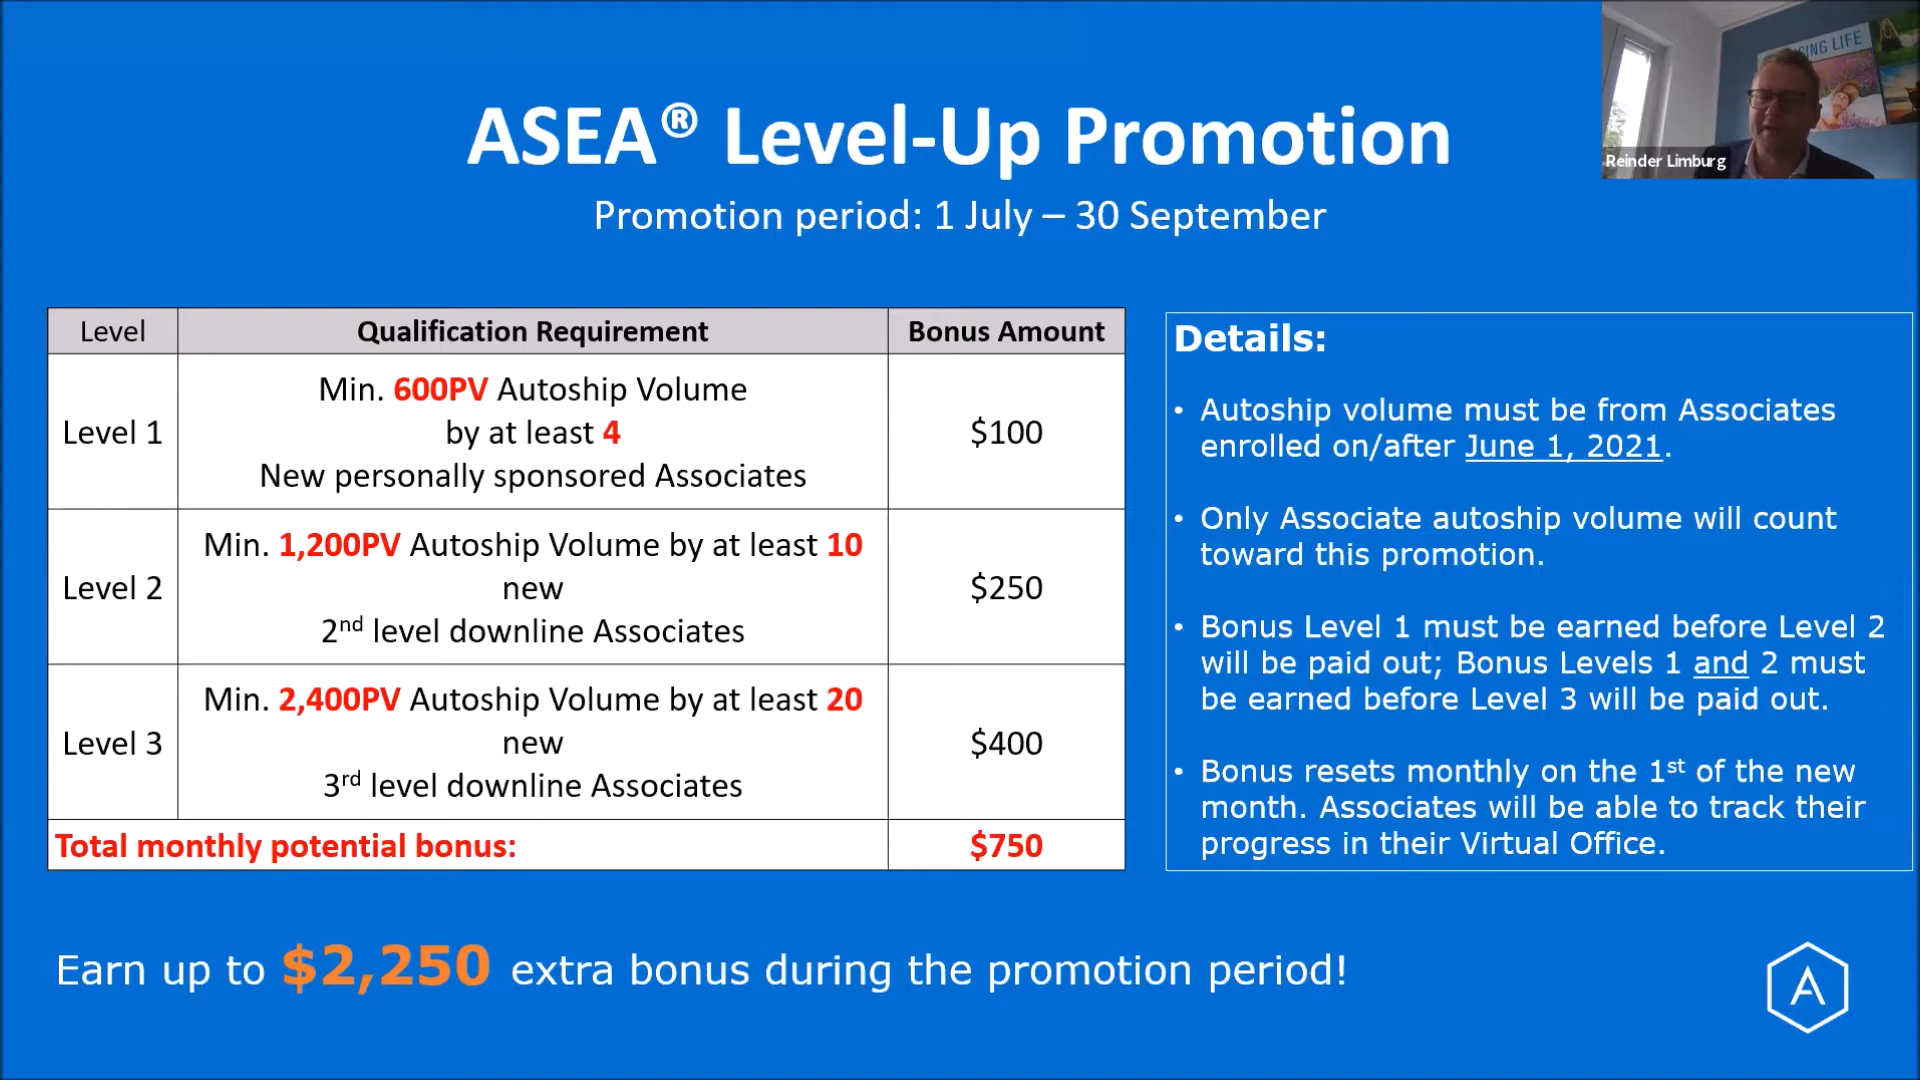 ASEA® Level-Up Promotion
Promotion period: 1 July – 30 September
CING LIFE
Reinder Limburg
Level Qualification Requirement Bonus Amount
Level 1
Min. 600PV Autoship Volume
by at least 4
New personally sponsored Associates
$100
Level 2
Min. 1,200PV Autoship Volume by at least 10
new
2nd level downline Associates
$250
Level 3
Min. 2,400PV Autoship Volume by at least 20
new
3rd level downline Associates
$400
Total monthly potential bonus: $750
Details:
• Autoship volume must be from Associates
enrolled on/after June 1, 2021.
• Only Associate autoship volume will count
toward this promotion.
• Bonus Level 1 must be earned before Level 2
will be paid out; Bonus Levels 1 and 2 must
be earned before Level 3 will be paid out.
• Bonus resets monthly on the 1st of the new
month. Associates will be able to track their
progress in their Virtual Office.
Earn up to $2,250 extra bonus during the promotion period!
A